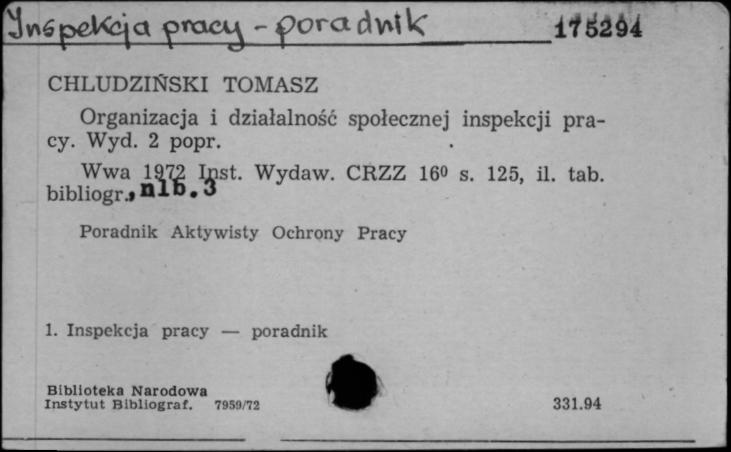 Inspekcja pracy - poradnik 175294
CHLUDZIŃSKI TOMASZ
Organizacja i działalność społecznej inspekcji pra-
cy. Wyd. 2 popr.
Wwa 1972 Inst. Wydaw. CRZZ 16⁰ s. 125, il. tab.
bibliogr., nlb. 3
Poradnik Aktywisty Ochrony Pracy
1. Inspekcja pracy — poradnik
Biblioteka Narodowa
Instytut Bibliograf. 7959/72 331.94